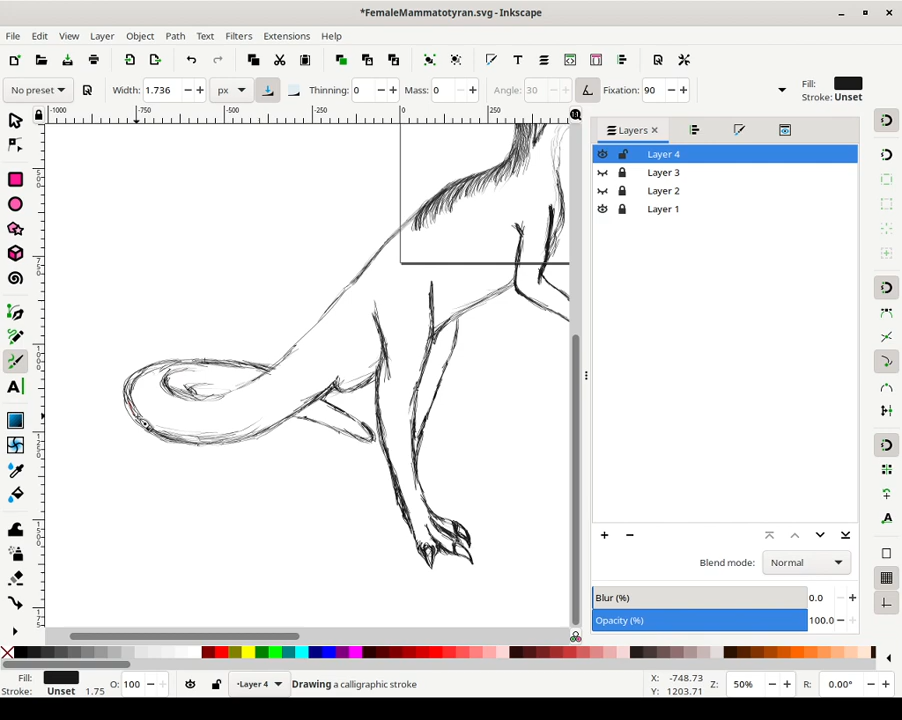 *FemaleMammatotyran.svg - Inkscape
File Edit View Layer Object Path Text Filters Extensions Help
No preset Width: 1.736 px Thinning: 0 Mass: 0 Angle: 30 Fixation: 90 Fill: Stroke: Unset
-1000 -750 -500 -250 0 250
Layers
Layer 4
Layer 3
Layer 2
Layer 1
Blend mode: Normal
Blur (%) 0.0
Opacity (%) 100.0
Fill: O: 100 Layer 4 Drawing a calligraphic stroke X: -748.73 Z: 50% R: 0.00°
Stroke: Unset 1.75 Y: 1203.71